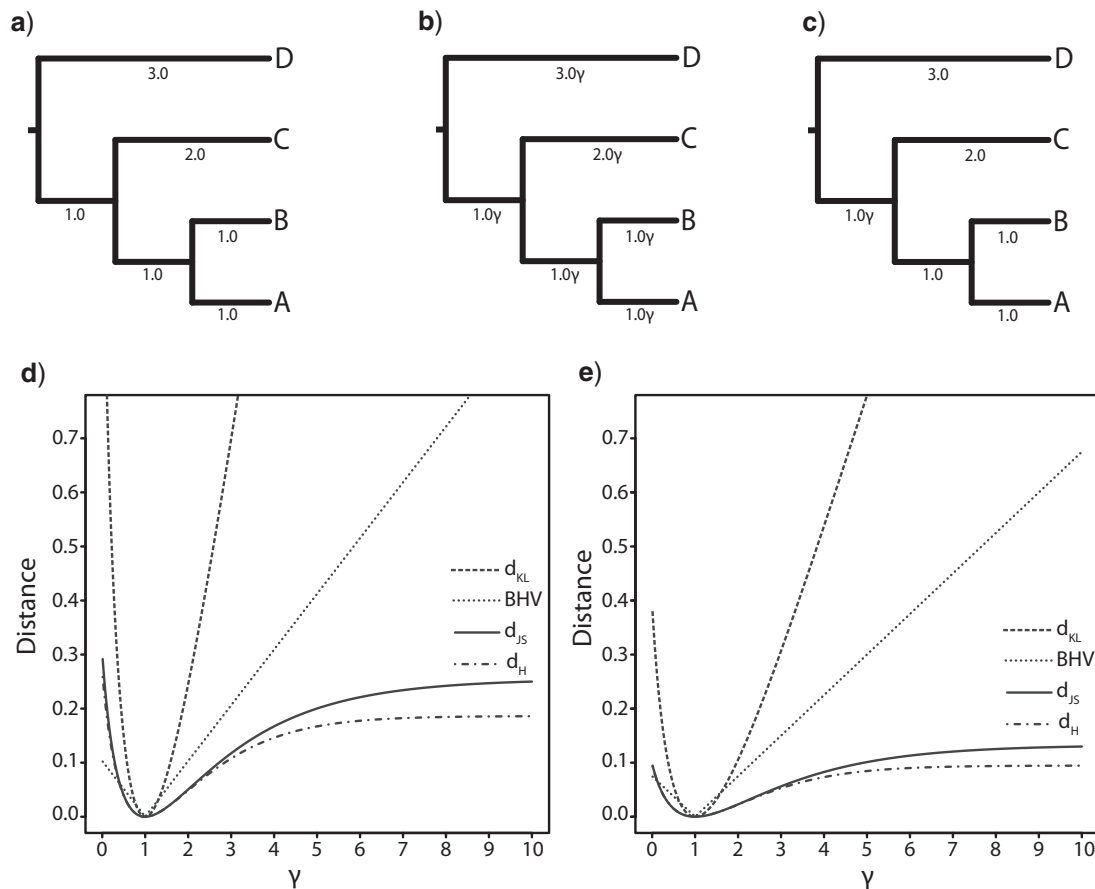 a)
D
3.0
C
2.0
1.0
B
1.0
1.0
A
1.0
b)
D
3.0γ
C
2.0γ
1.0γ
B
1.0γ
1.0γ
A
1.0γ
c)
D
3.0
C
2.0
1.0γ
B
1.0
1.0
A
1.0
d)
Distance
0.7
0.6
0.5
0.4
0.3
0.2
0.1
0.0
d_KL
BHV
d_JS
d_H
0 1 2 3 4 5 6 7 8 9 10
γ
e)
Distance
0.7
0.6
0.5
0.4
0.3
0.2
0.1
0.0
d_KL
BHV
d_JS
d_H
0 1 2 3 4 5 6 7 8 9 10
γ